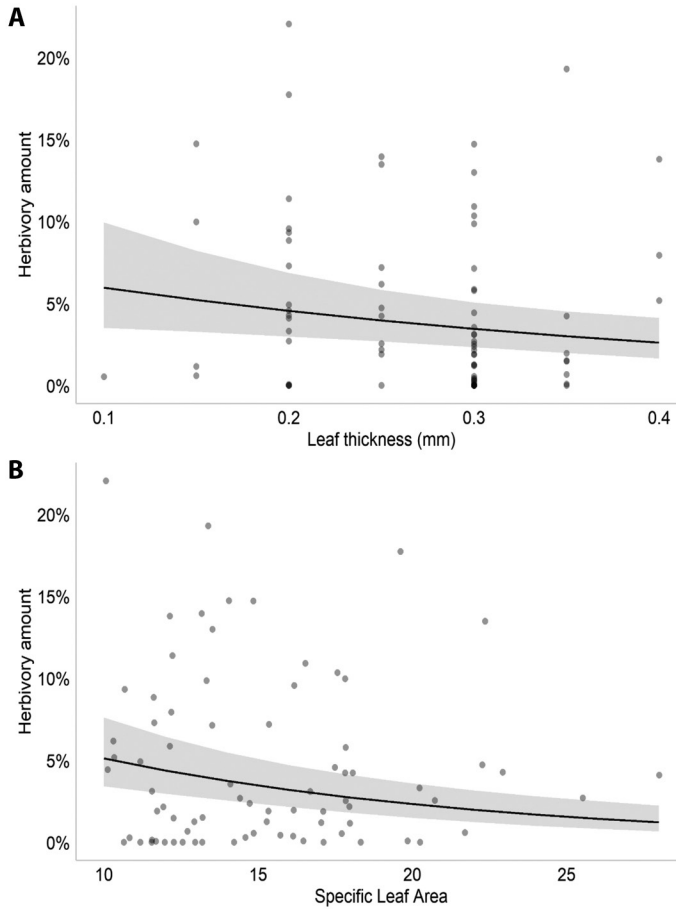 A
Herbivory amount
20%
15%
10%
5%
0%
0.1 0.2 0.3 0.4
Leaf thickness (mm)
B
Herbivory amount
20%
15%
10%
5%
0%
10 15 20 25
Specific Leaf Area